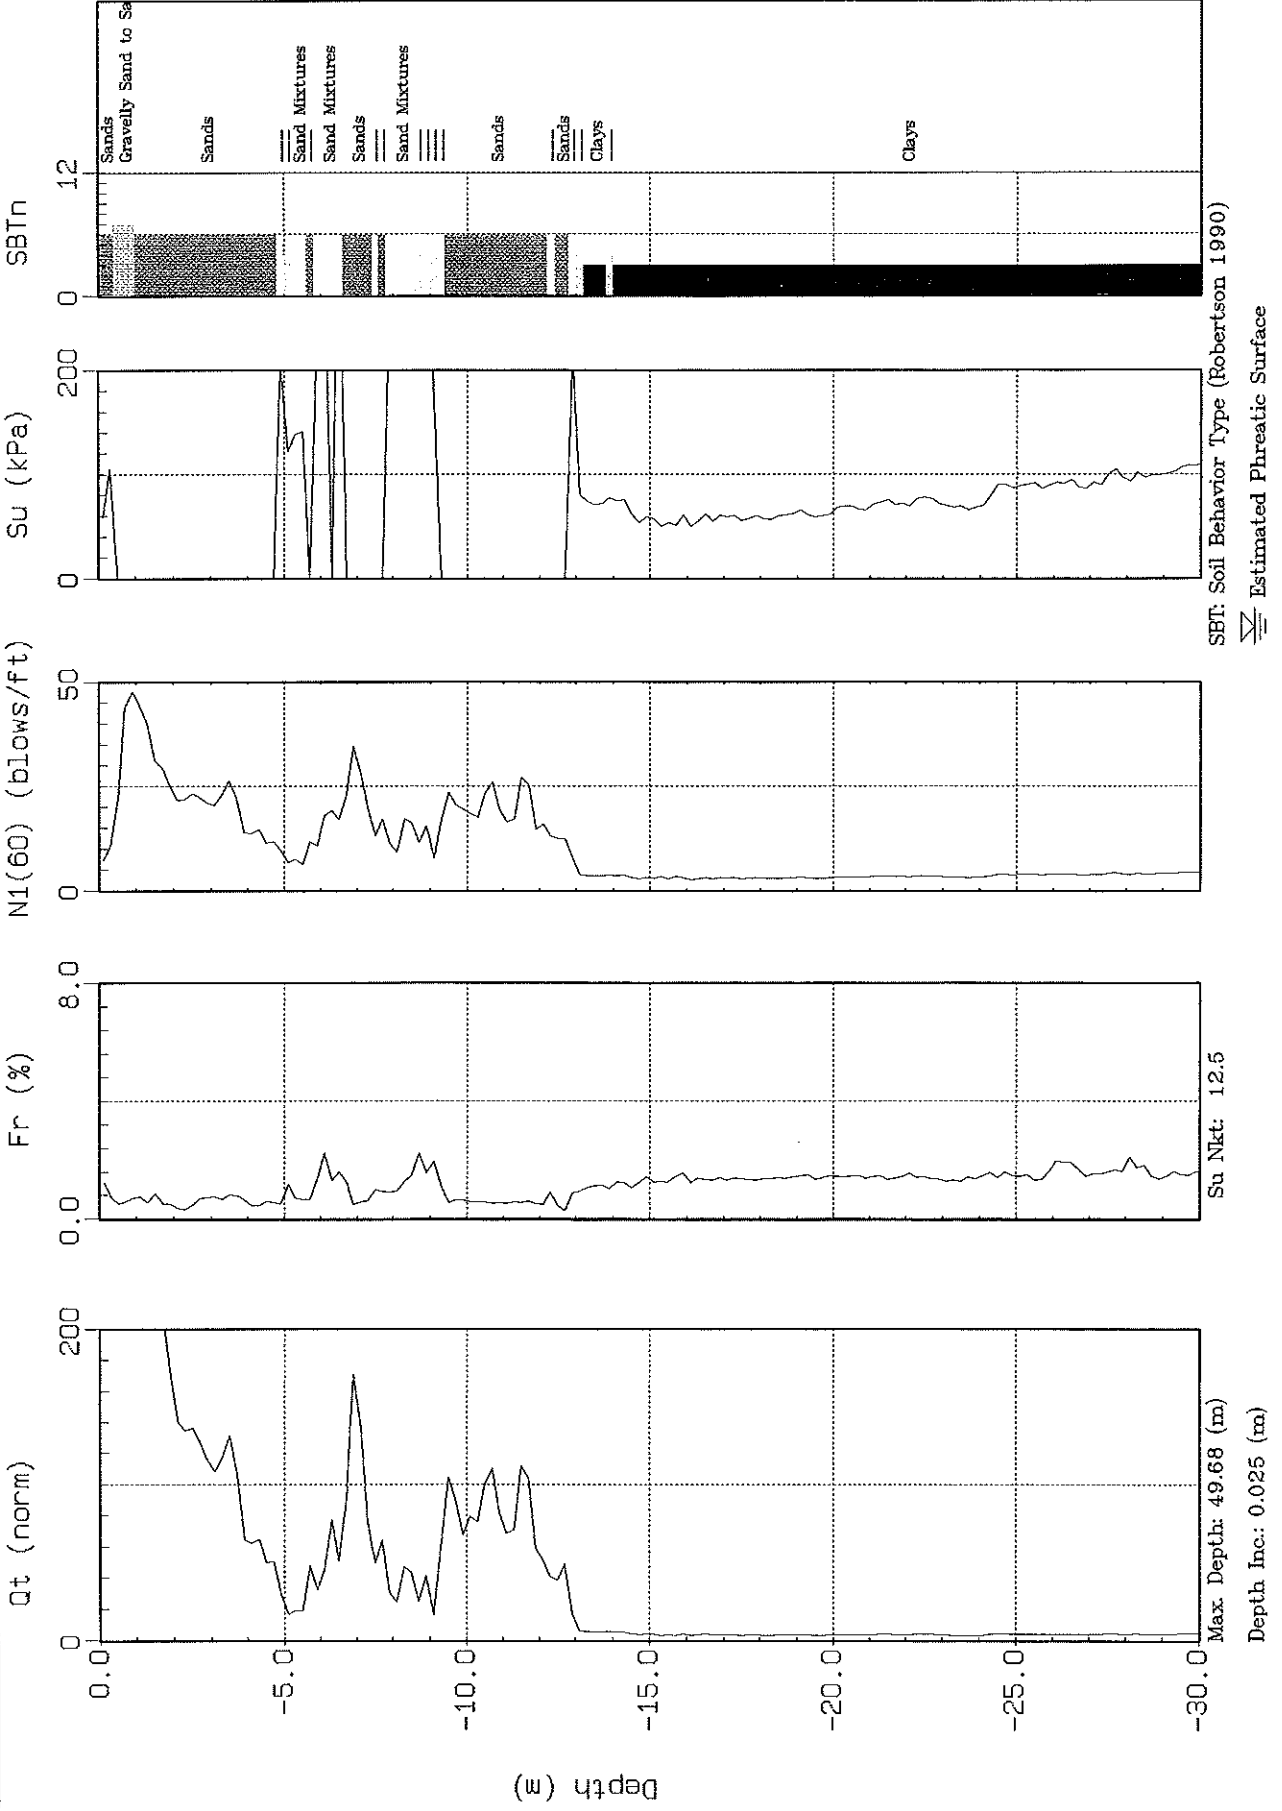 Qt (norm)
Fr (%)
N1(60) (blows/ft)
Su (kPa)
SBTn
0
200
0.0
8.0
0
50
0
200
0
12
Depth (m)
0.0
-5.0
-10.0
-15.0
-20.0
-25.0
-30.0
Sands
Gravelly Sand to Sa
Sands
Sand Mixtures
Sand Mixtures
Sands
Sand Mixtures
Sands
Sands
Clays
Clays
Max. Depth: 49.68 (m)
Depth Inc.: 0.025 (m)
Su Nkt: 12.5
SBT: Soil Behavior Type (Robertson 1990)
Estimated Phreatic Surface